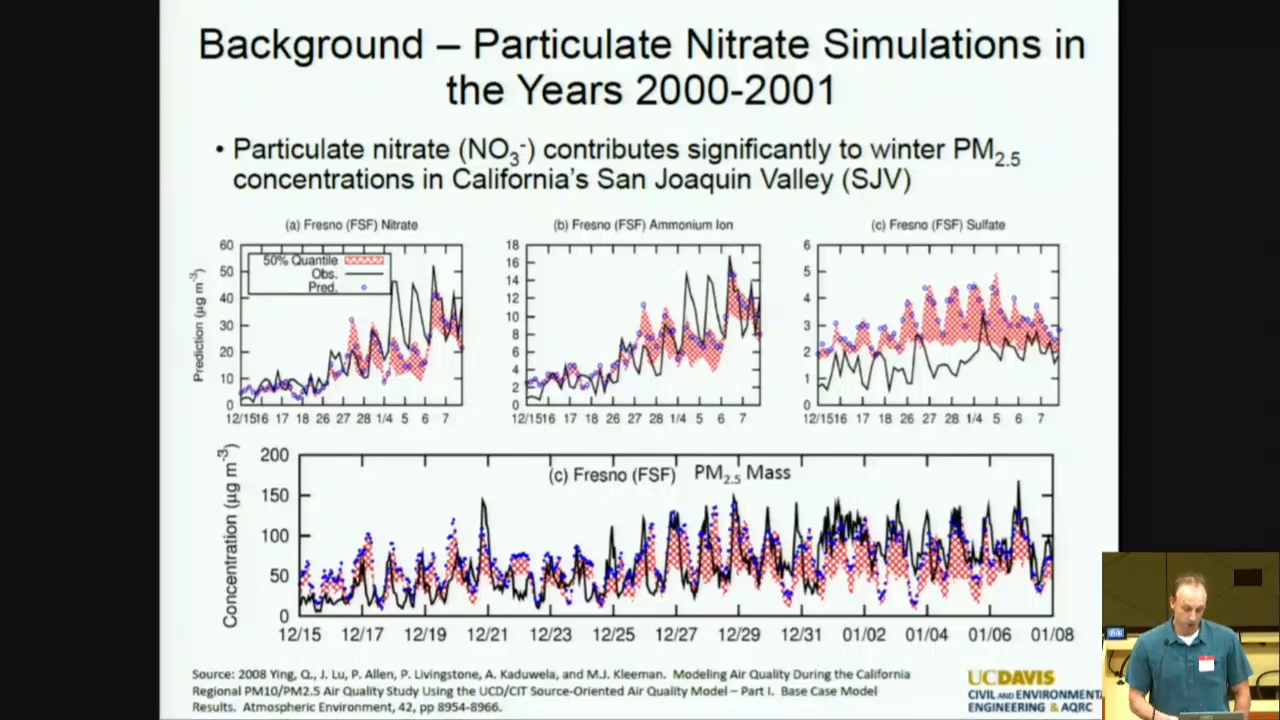 Background – Particulate Nitrate Simulations in
the Years 2000-2001
• Particulate nitrate (NO3-) contributes significantly to winter PM2.5
concentrations in California's San Joaquin Valley (SJV)
(a) Fresno (FSF) Nitrate
60
50
40
30
20
10
0
Prediction (µg m-3)
50% Quantile
Obs.
Pred.
12/15 16 17 18 26 27 28 1/4 5 6 7
(b) Fresno (FSF) Ammonium Ion
18
16
14
12
10
8
6
4
2
0
12/15 16 17 18 26 27 28 1/4 5 6 7
(c) Fresno (FSF) Sulfate
6
5
4
3
2
1
0
12/15 16 17 18 26 27 28 1/4 5 6 7
(c) Fresno (FSF) PM2.5 Mass
Concentration (µg m-3)
200
150
100
50
0
12/15 12/17 12/19 12/21 12/23 12/25 12/27 12/29 12/31 01/02 01/04 01/06 01/08
Source: 2008 Ying, Q., J. Lu, P. Allen, P. Livingstone, A. Kaduwela, and M.J. Kleeman. Modeling Air Quality During the California
Regional PM10/PM2.5 Air Quality Study Using the UCD/CIT Source-Oriented Air Quality Model – Part I. Base Case Model
Results. Atmospheric Environment, 42, pp 8954-8966.
UCDAVIS
CIVIL AND ENVIRONMENTA
ENGINEERING & AQRC